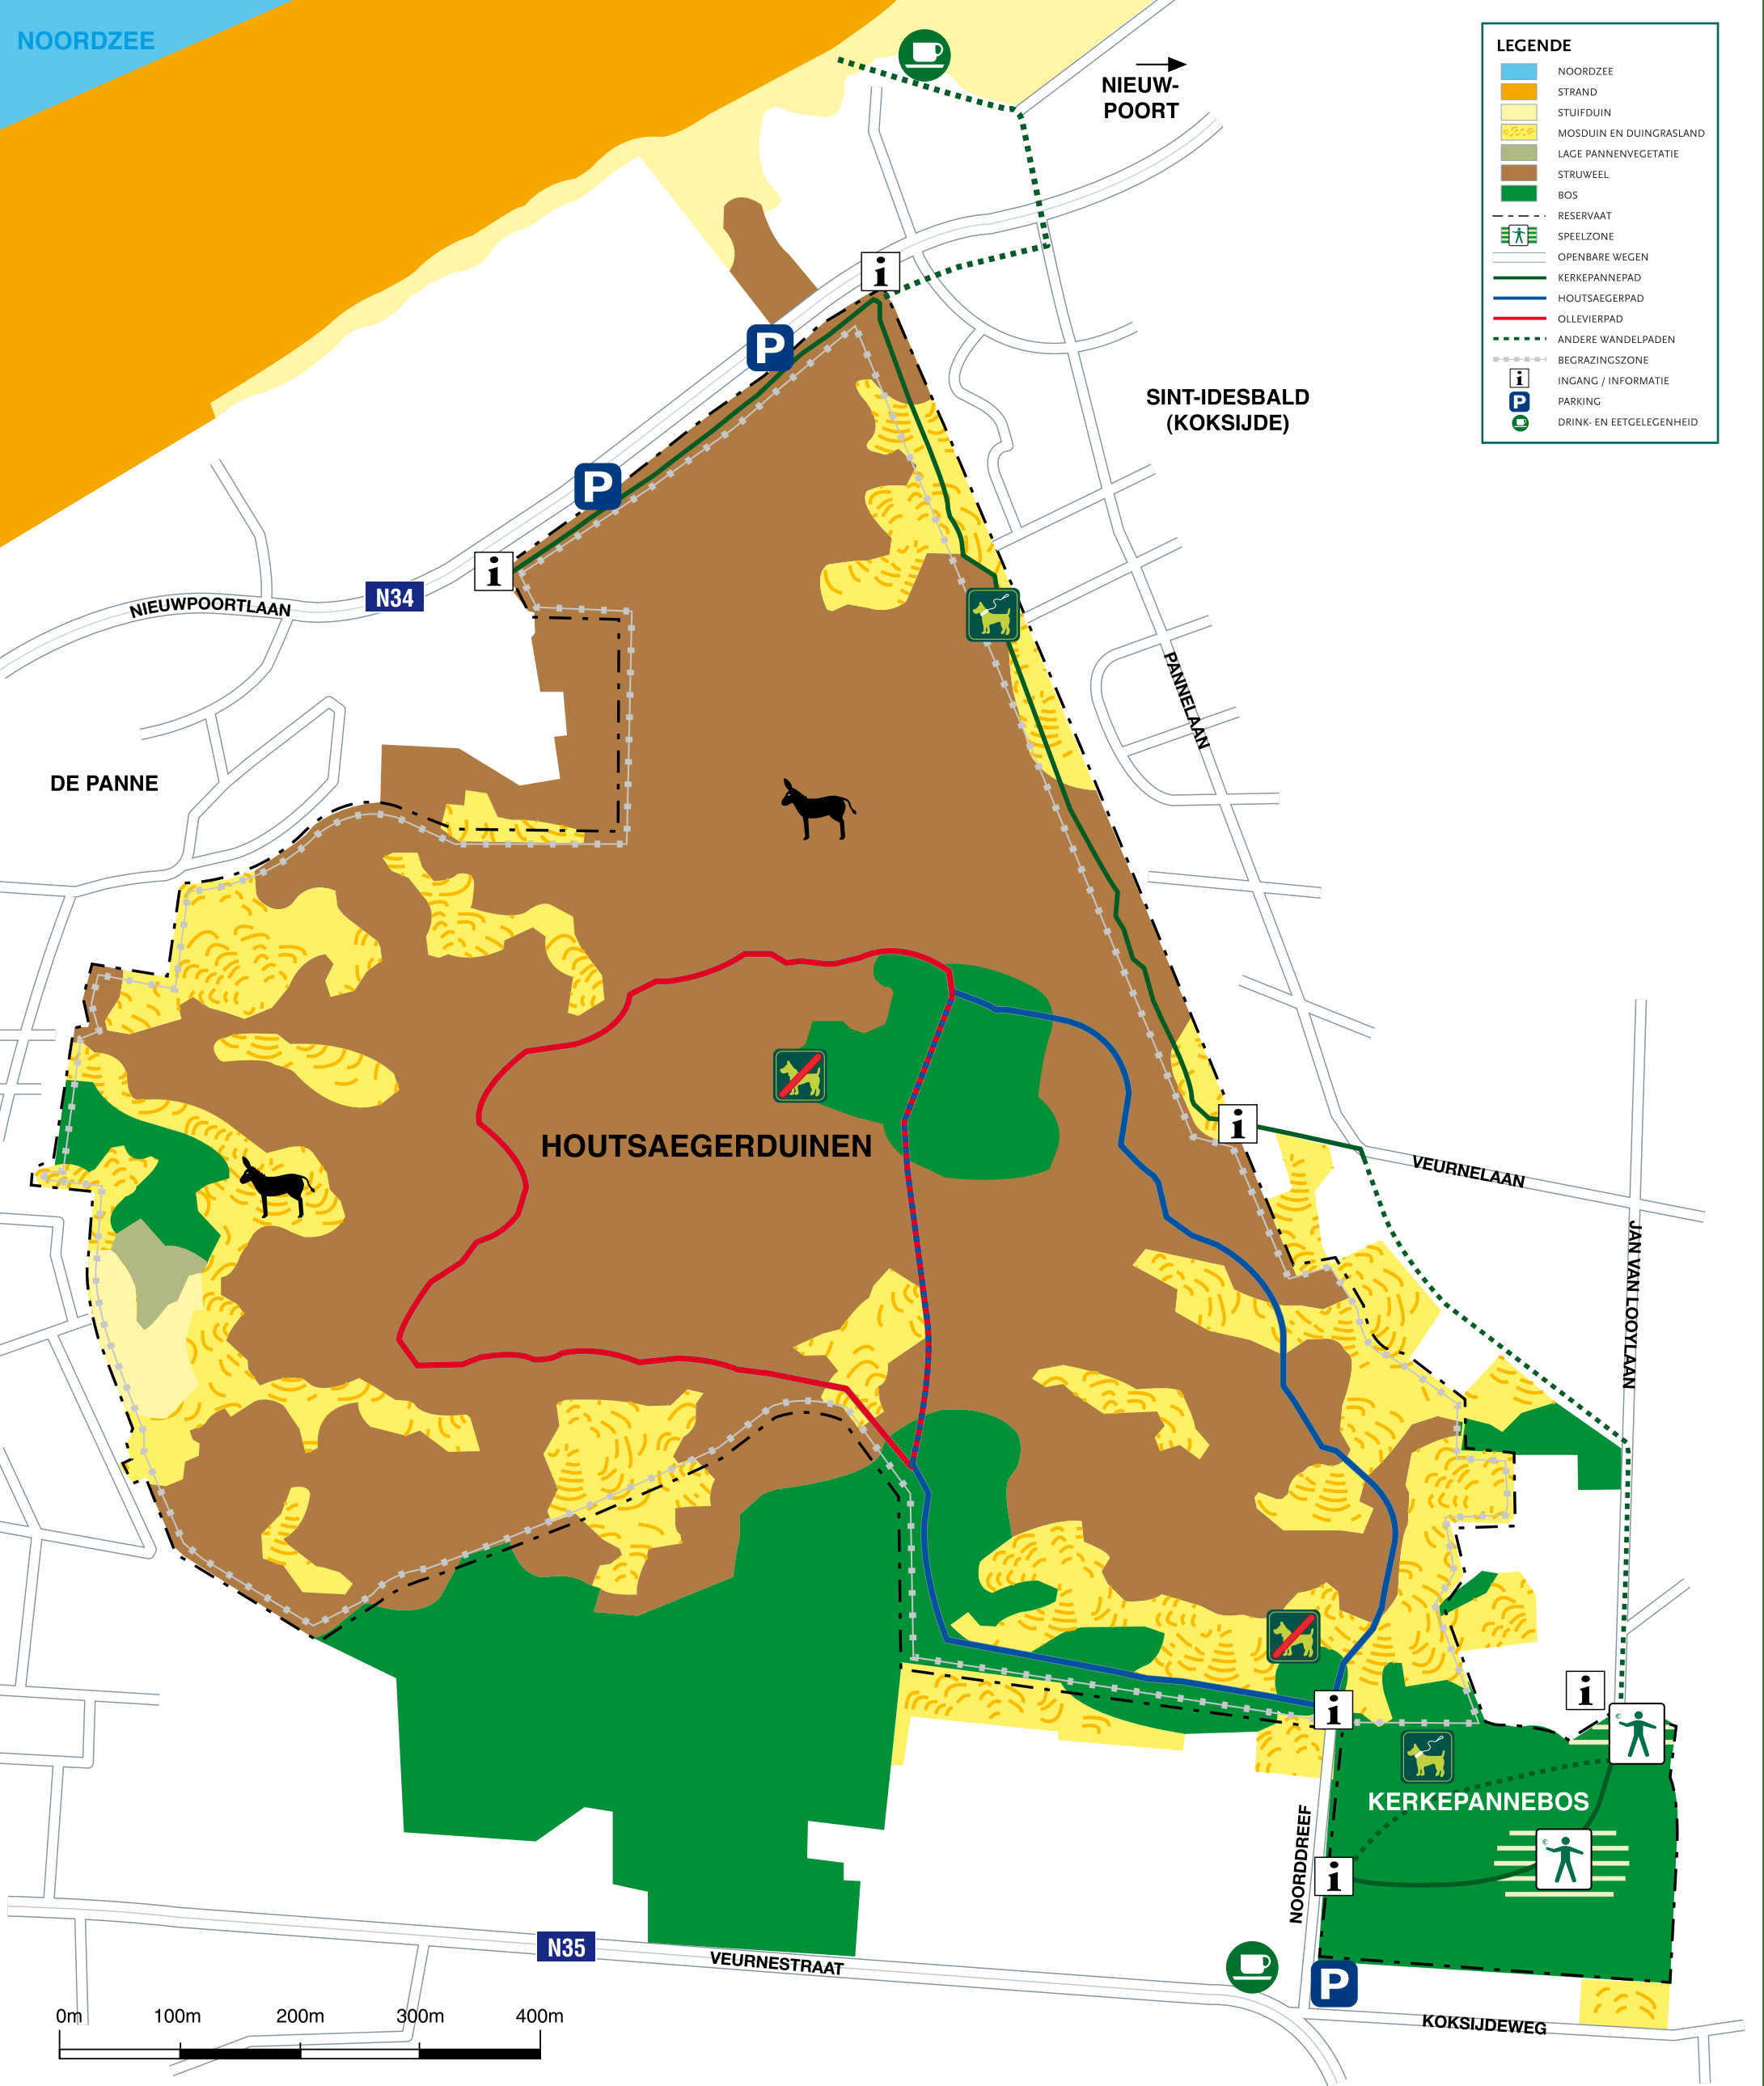 NOORDZEE
NIEUW-
POORT
LEGENDE
NOORDZEE
STRAND
STUIFDUIN
MOSDUIN EN DUINGRASLAND
LAGE PANNENVEGETATIE
STRUWEEL
BOS
RESERVAAT
SPEELZONE
OPENBARE WEGEN
KERKEPANNEPAD
HOUTSAEGERPAD
OLLEVIERPAD
ANDERE WANDELPADEN
BEGRAZINGSZONE
i INGANG / INFORMATIE
P PARKING
DRINK- EN EETGELEGENHEID
i
P
SINT-IDESBALD
(KOKSIJDE)
P
i
N34
NIEUWPOORTLAAN
PANNELAAN
DE PANNE
i
HOUTSAEGERDUINEN
VEURNELAAN
JAN VAN LOOYLAAN
i
i
KERKEPANNEBOS
NOORDDREEF
i
N35
VEURNESTRAAT
P
KOKSIJDEWEG
0m 100m 200m 300m 400m